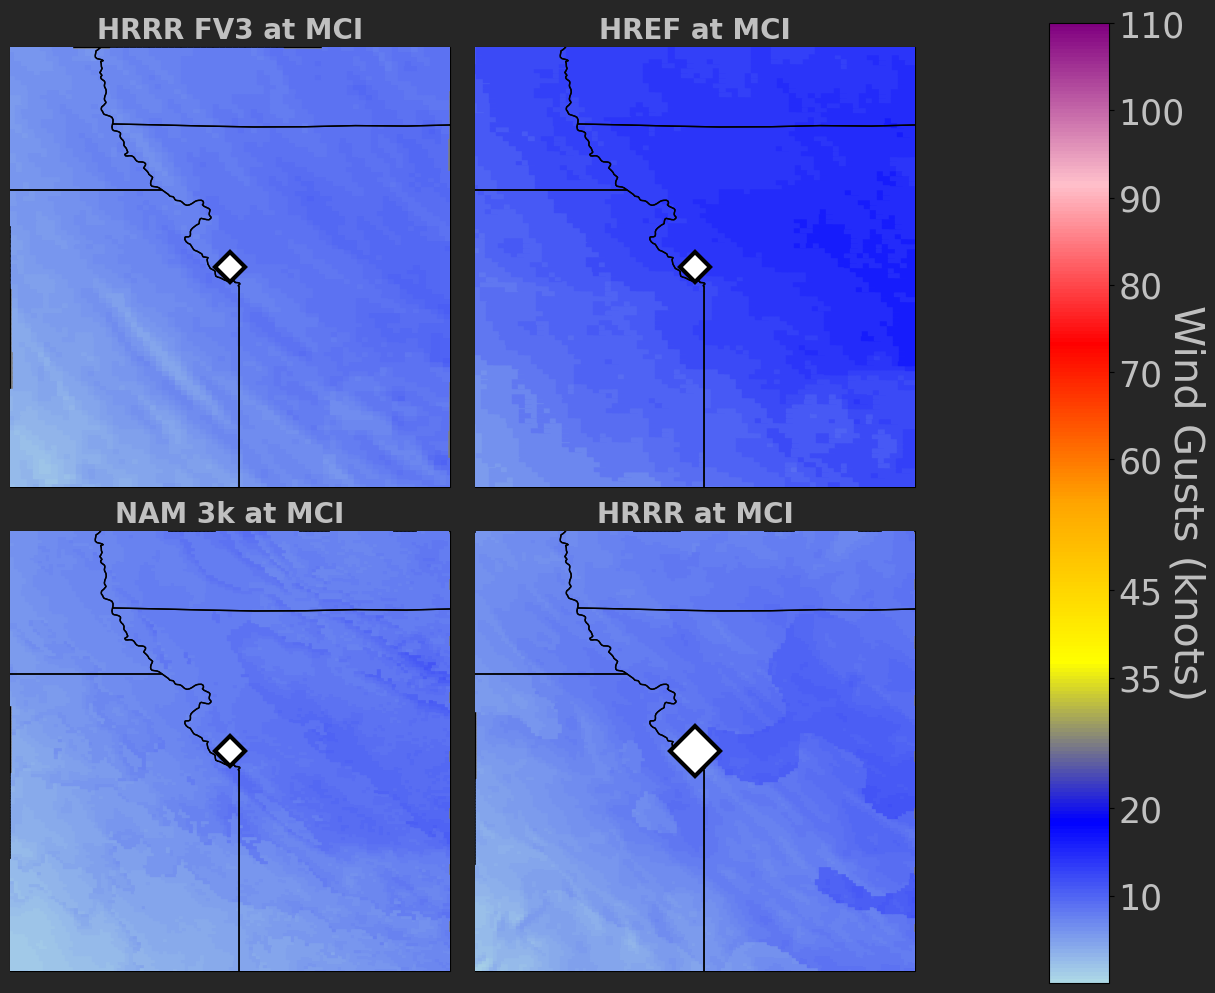 HRRR FV3 at MCI
HREF at MCI
NAM 3k at MCI
HRRR at MCI
110
100
90
80
70
60
45
35
20
10
Wind Gusts (knots)